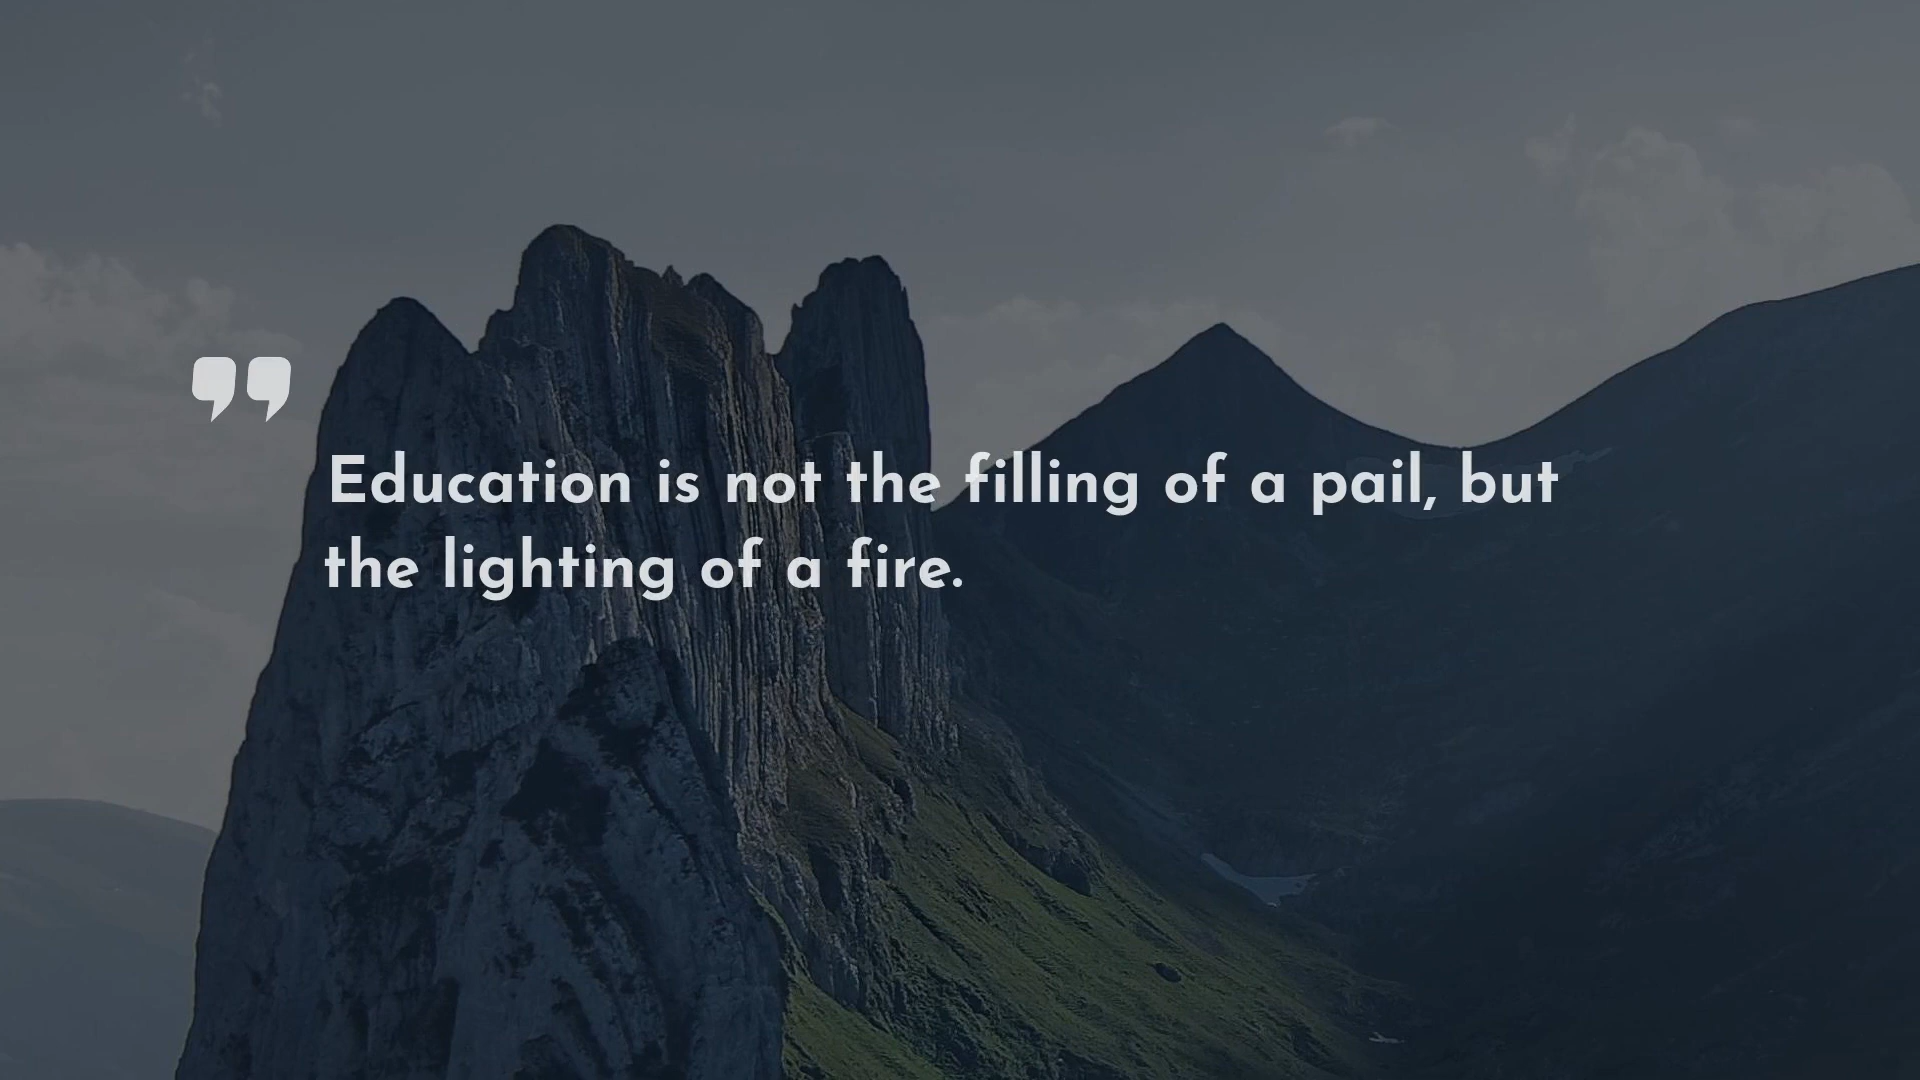 Education is not the filling of a pail, but
the lighting of a fire.